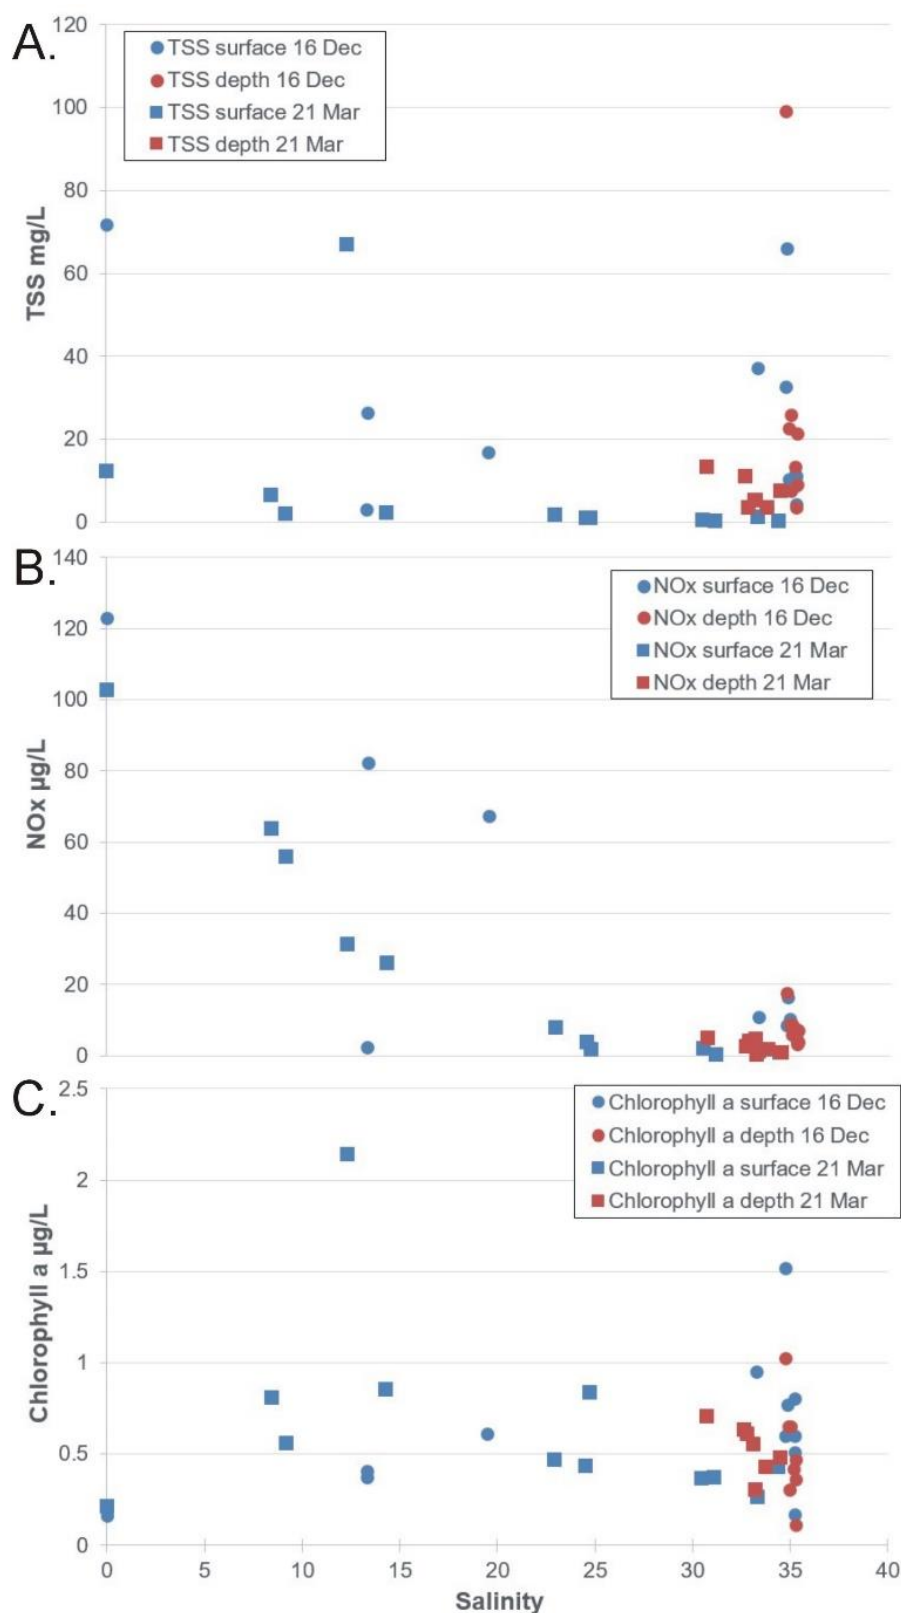 A.
120
100
80
60
40
20
0
TSS mg/L
TSS surface 16 Dec
TSS depth 16 Dec
TSS surface 21 Mar
TSS depth 21 Mar
B.
140
120
100
80
60
40
20
0
NOx µg/L
NOx surface 16 Dec
NOx depth 16 Dec
NOx surface 21 Mar
NOx depth 21 Mar
C.
2.5
2
1.5
1
0.5
0
Chlorophyll a µg/L
Chlorophyll a surface 16 Dec
Chlorophyll a depth 16 Dec
Chlorophyll a surface 21 Mar
Chlorophyll a depth 21 Mar
0 5 10 15 20 25 30 35 40
Salinity